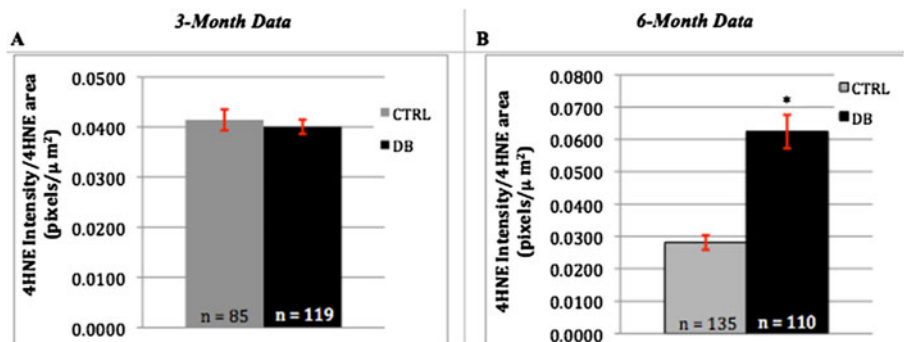 3-Month Data
6-Month Data
A
4HNE Intensity/4HNE area
(pixels/μ m²)
0.0500
0.0400
0.0300
0.0200
0.0100
0.0000
n = 85
n = 119
CTRL
DB
B
4HNE Intensity/4HNE area
(pixels/μ m²)
0.0800
0.0700
0.0600
0.0500
0.0400
0.0300
0.0200
0.0100
0.0000
*
n = 135
n = 110
CTRL
DB